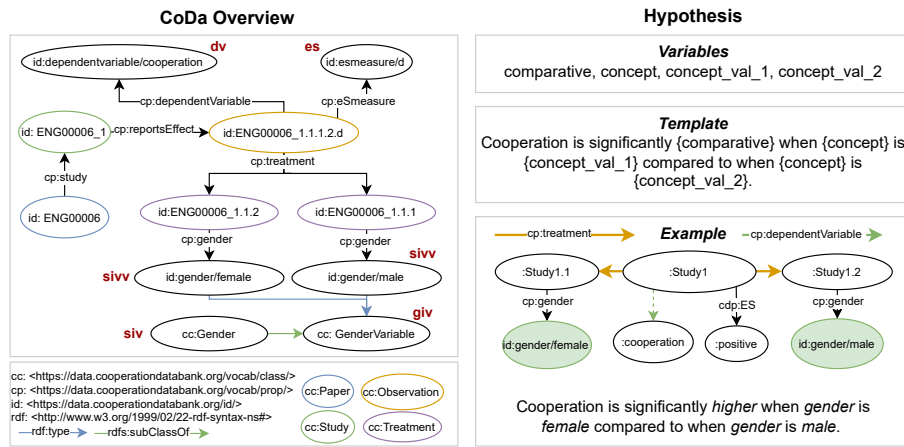 CoDa Overview
dv
es
id:dependentvariable/cooperation
id:esmeasure/d
cp:dependentVariable
cp:eSmeasure
id: ENG00006_1
cp:reportsEffect
id:ENG00006_1.1.1.2.d
cp:treatment
cp:study
id: ENG00006
id:ENG00006_1.1.2
id:ENG00006_1.1.1
cp:gender
cp:gender
sivv
sivv
id:gender/female
id:gender/male
siv
giv
cc:Gender
cc: GenderVariable
cc: <https://data.cooperationdatabank.org/vocab/class/>
cp: <https://data.cooperationdatabank.org/vocab/prop/>
id: <https://data.cooperationdatabank.org/id/>
rdf: <http://www.w3.org/1999/02/22-rdf-syntax-ns#>
rdf:type
rdfs:subClassOf
cc:Paper
cc:Observation
cc:Study
cc:Treatment
Hypothesis
Variables
comparative, concept, concept_val_1, concept_val_2
Template
Cooperation is significantly {comparative} when {concept} is
{concept_val_1} compared to when {concept} is
{concept_val_2}.
Example
cp:treatment
cp:dependentVariable
:Study1.1
:Study1
:Study1.2
cp:gender
cdp:ES
cp:gender
id:gender/female
:cooperation
:positive
id:gender/male
Cooperation is significantly higher when gender is
female compared to when gender is male.